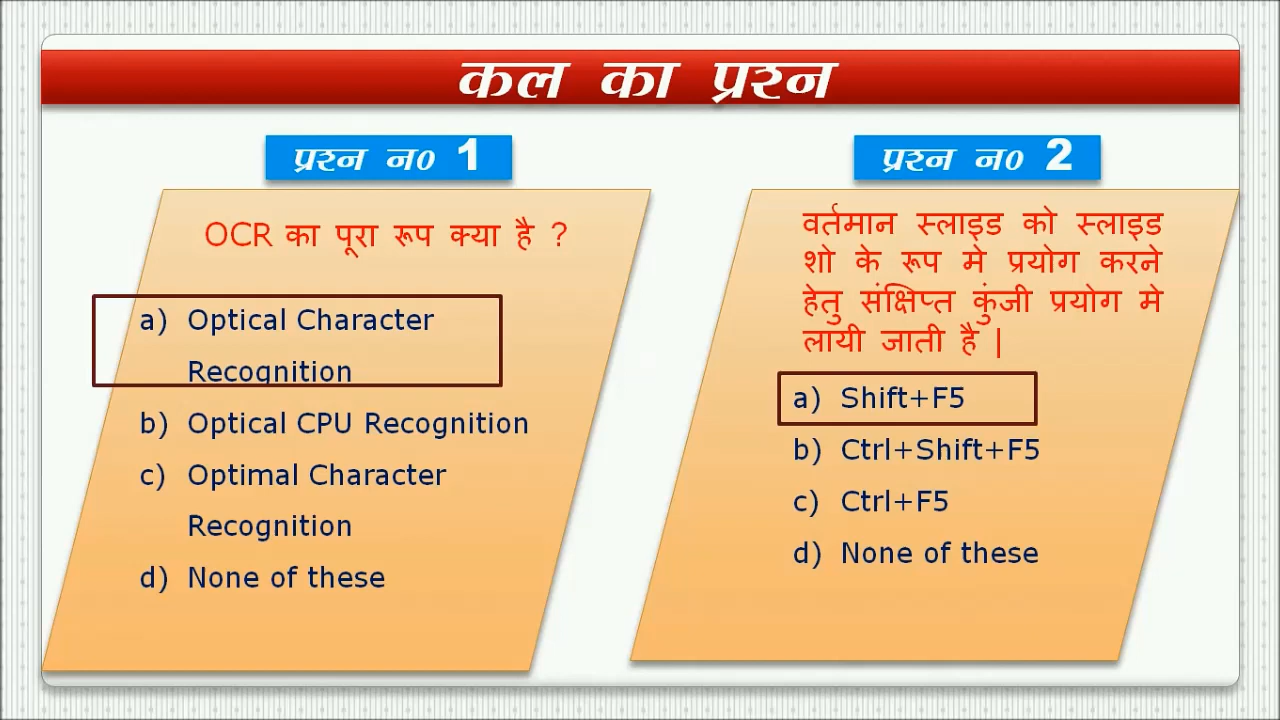 कल का प्रश्न
प्रश्न न० 1
OCR का पूरा रूप क्या है ?
a) Optical Character
Recognition
b) Optical CPU Recognition
c) Optimal Character
Recognition
d) None of these
प्रश्न न० 2
वर्तमान स्लाइड को स्लाइड
शो के रूप मे प्रयोग करने
हेतु संक्षिप्त कुंजी प्रयोग मे
लायी जाती है |
a) Shift+F5
b) Ctrl+Shift+F5
c) Ctrl+F5
d) None of these